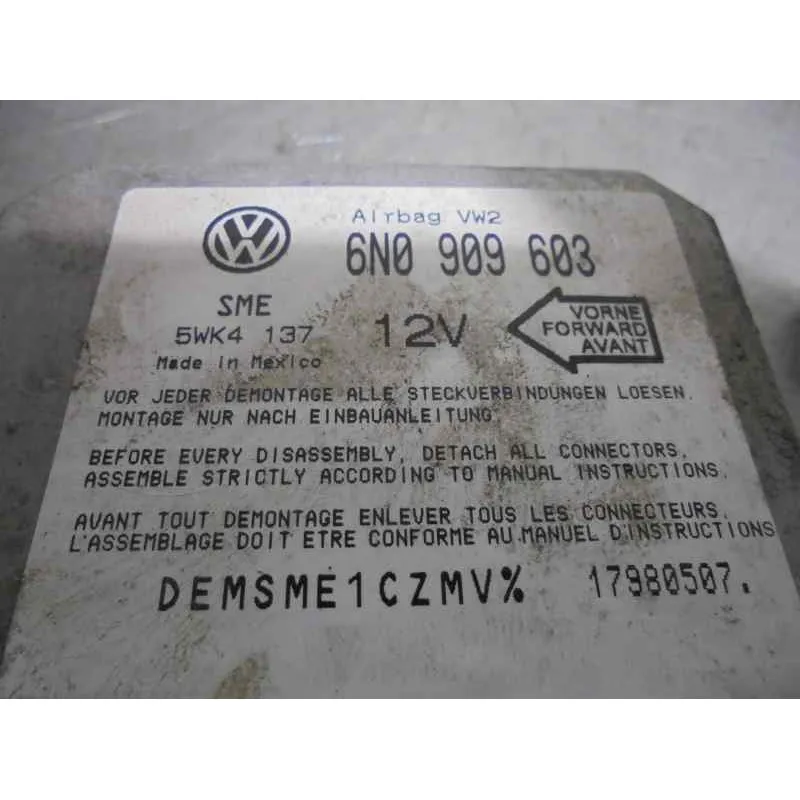 Airbag VW2
6N0 909 603
SME
5WK4 137
12V
Made in Mexico
VORNE
FORWARD
AVANT
VOR JEDER DEMONTAGE ALLE STECKVERBINDUNGEN LOESEN.
MONTAGE NUR NACH EINBAUANLEITUNG
BEFORE EVERY DISASSEMBLY, DETACH ALL CONNECTORS.
ASSEMBLE STRICTLY ACCORDING TO MANUAL INSTRUCTIONS.
AVANT TOUT DEMONTAGE ENLEVER TOUS LES CONNECTEURS.
L'ASSEMBLAGE DOIT ETRE CONFORME AU MANUEL D'INSTRUCTIONS
DEMSME1CZMV% 17980507.